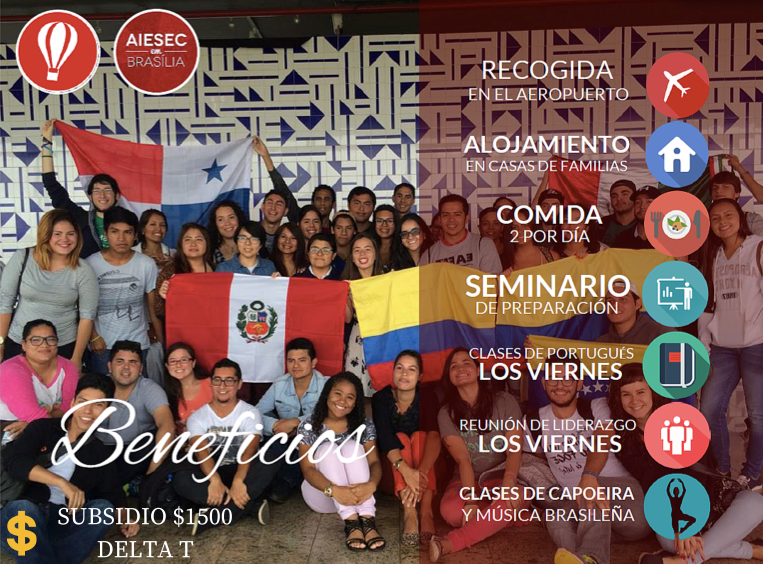 AIESEC
em
BRASÍLIA
RECOGIDA
EN EL AEROPUERTO
ALOJAMIENTO
EN CASAS DE FAMILIAS
COMIDA
2 POR DÍA
SEMINARIO
DE PREPARACIÓN
CLASES DE PORTUGUÉS
LOS VIERNES
REUNIÓN DE LIDERAZGO
LOS VIERNES
CLASES DE CAPOEIRA
Y MÚSICA BRASILEÑA
Beneficios
$ SUBSIDIO $1500
DELTA T